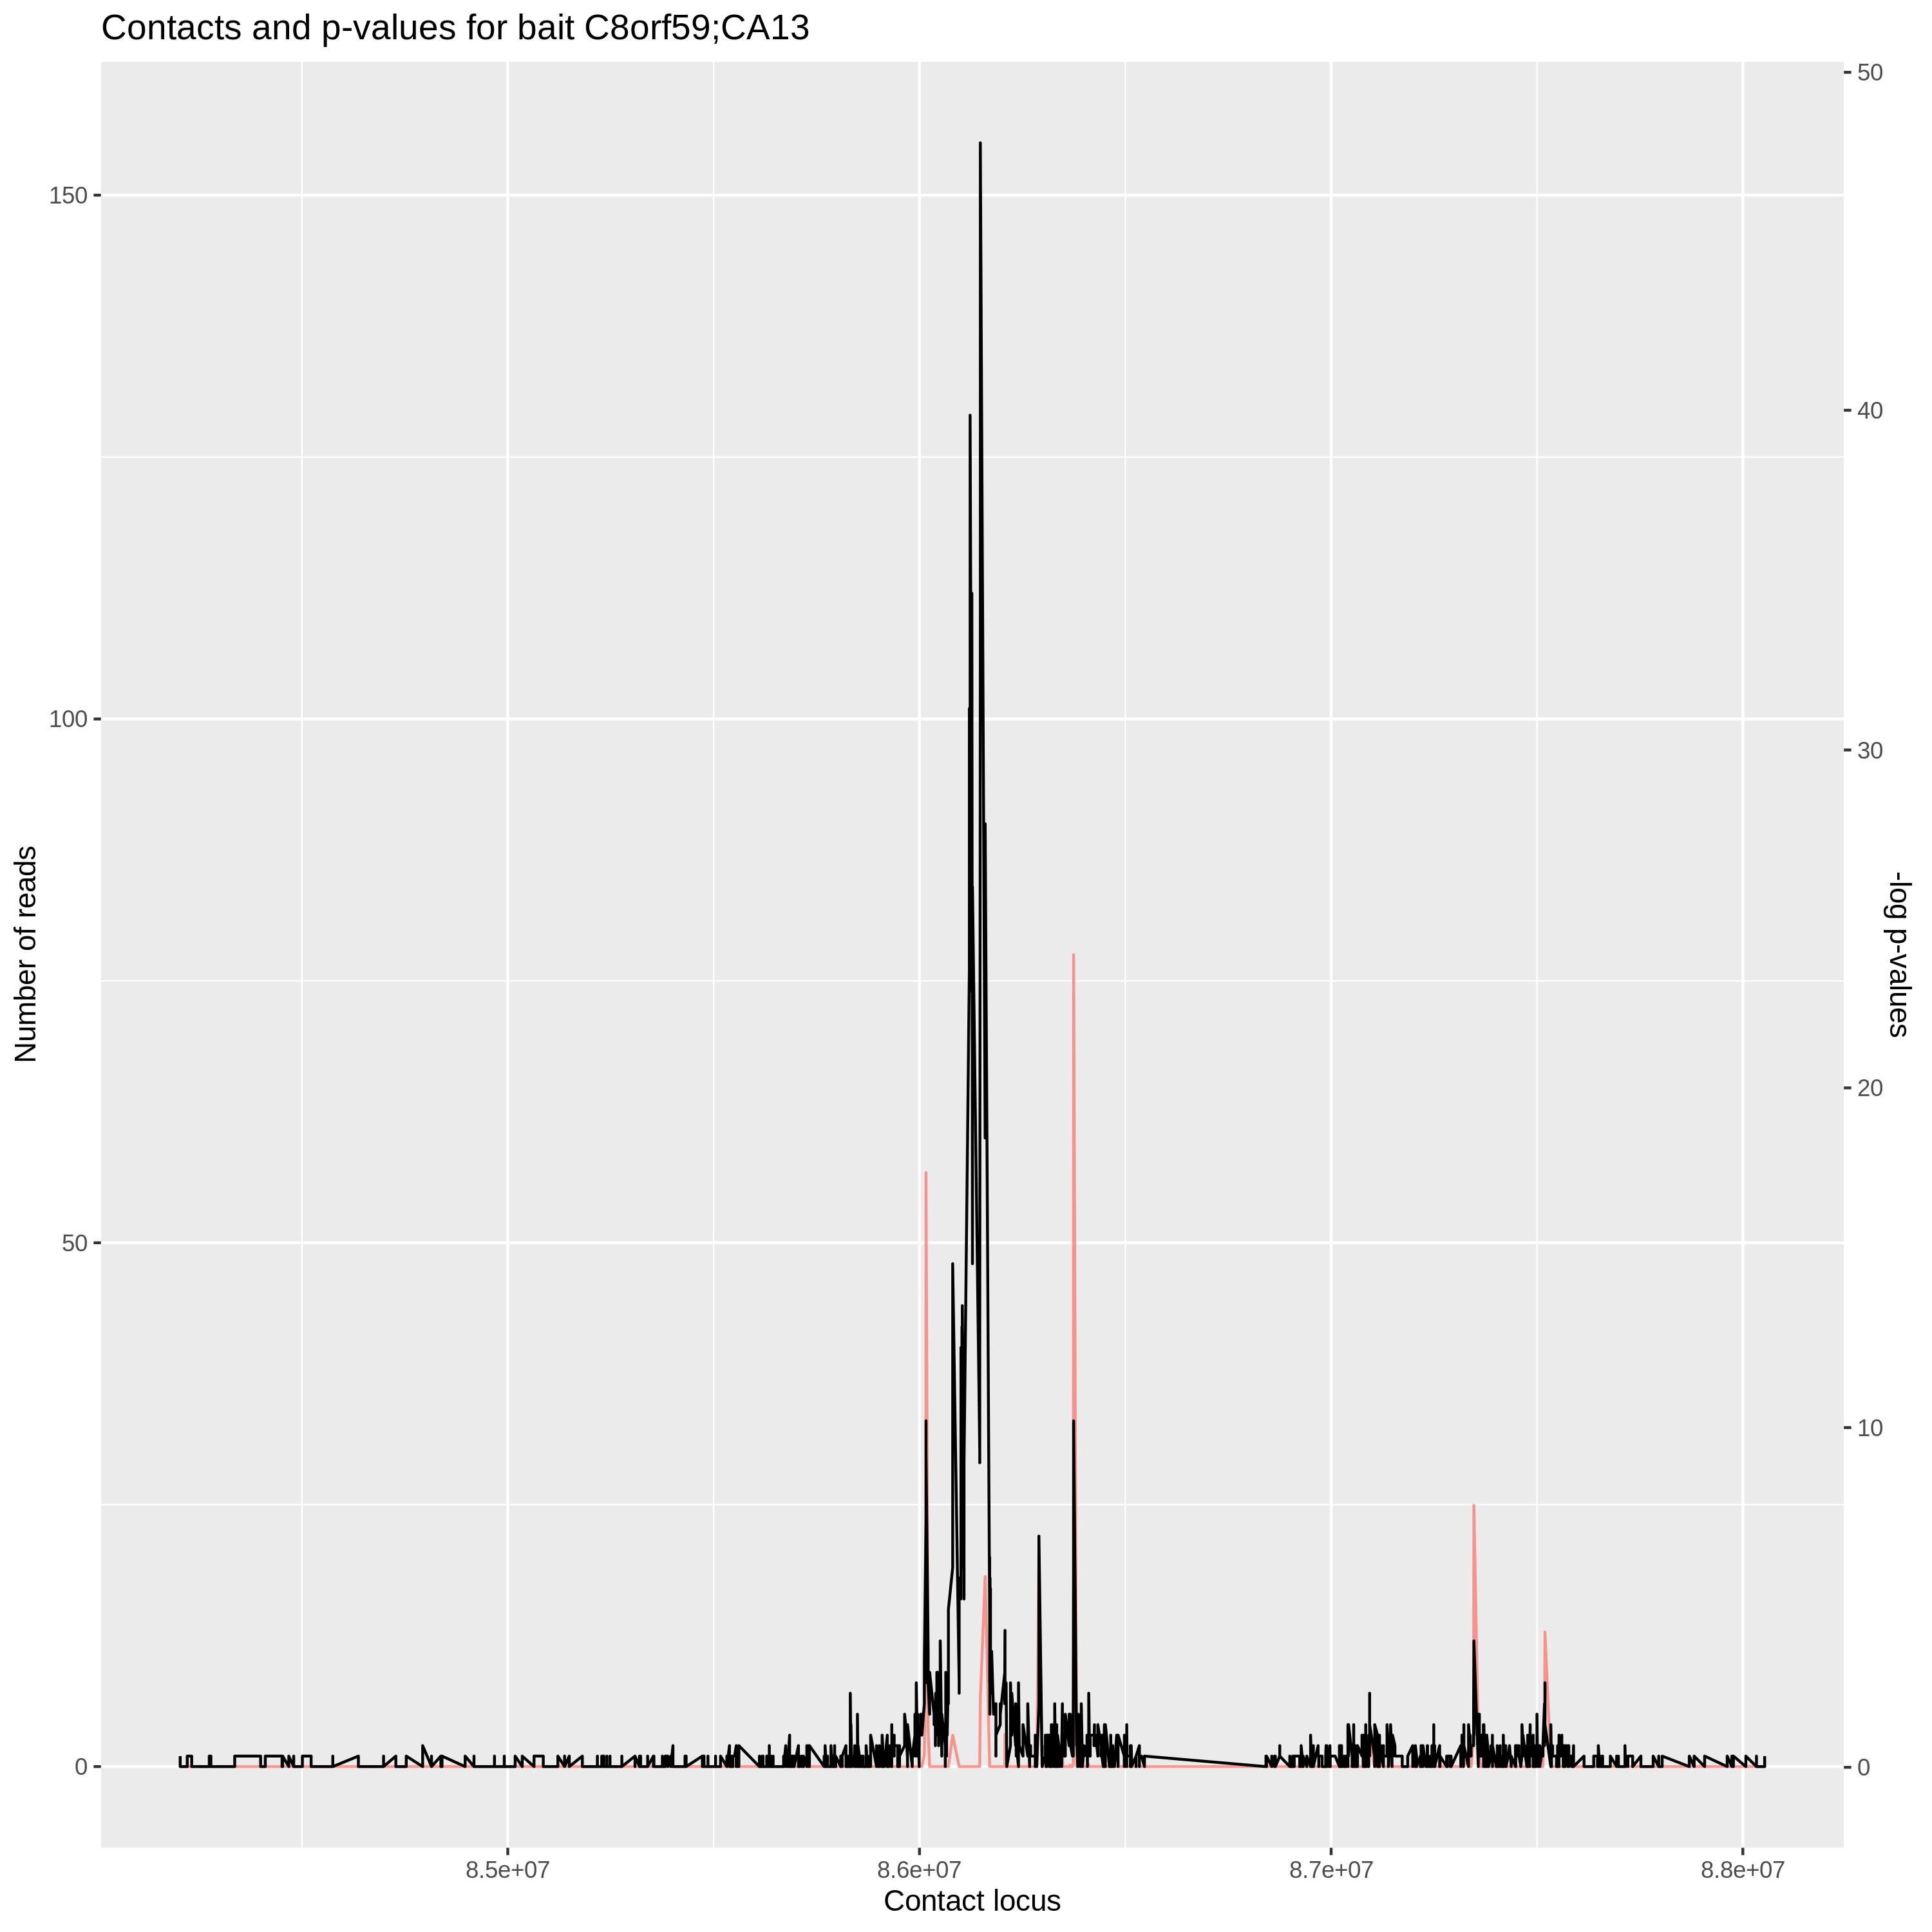 Contacts and p-values for bait C8orf59;CA13
Number of reads
150
100
50
0
50
40
30
20
10
0
-log p-values
8.5e+07
8.6e+07
8.7e+07
8.8e+07
Contact locus